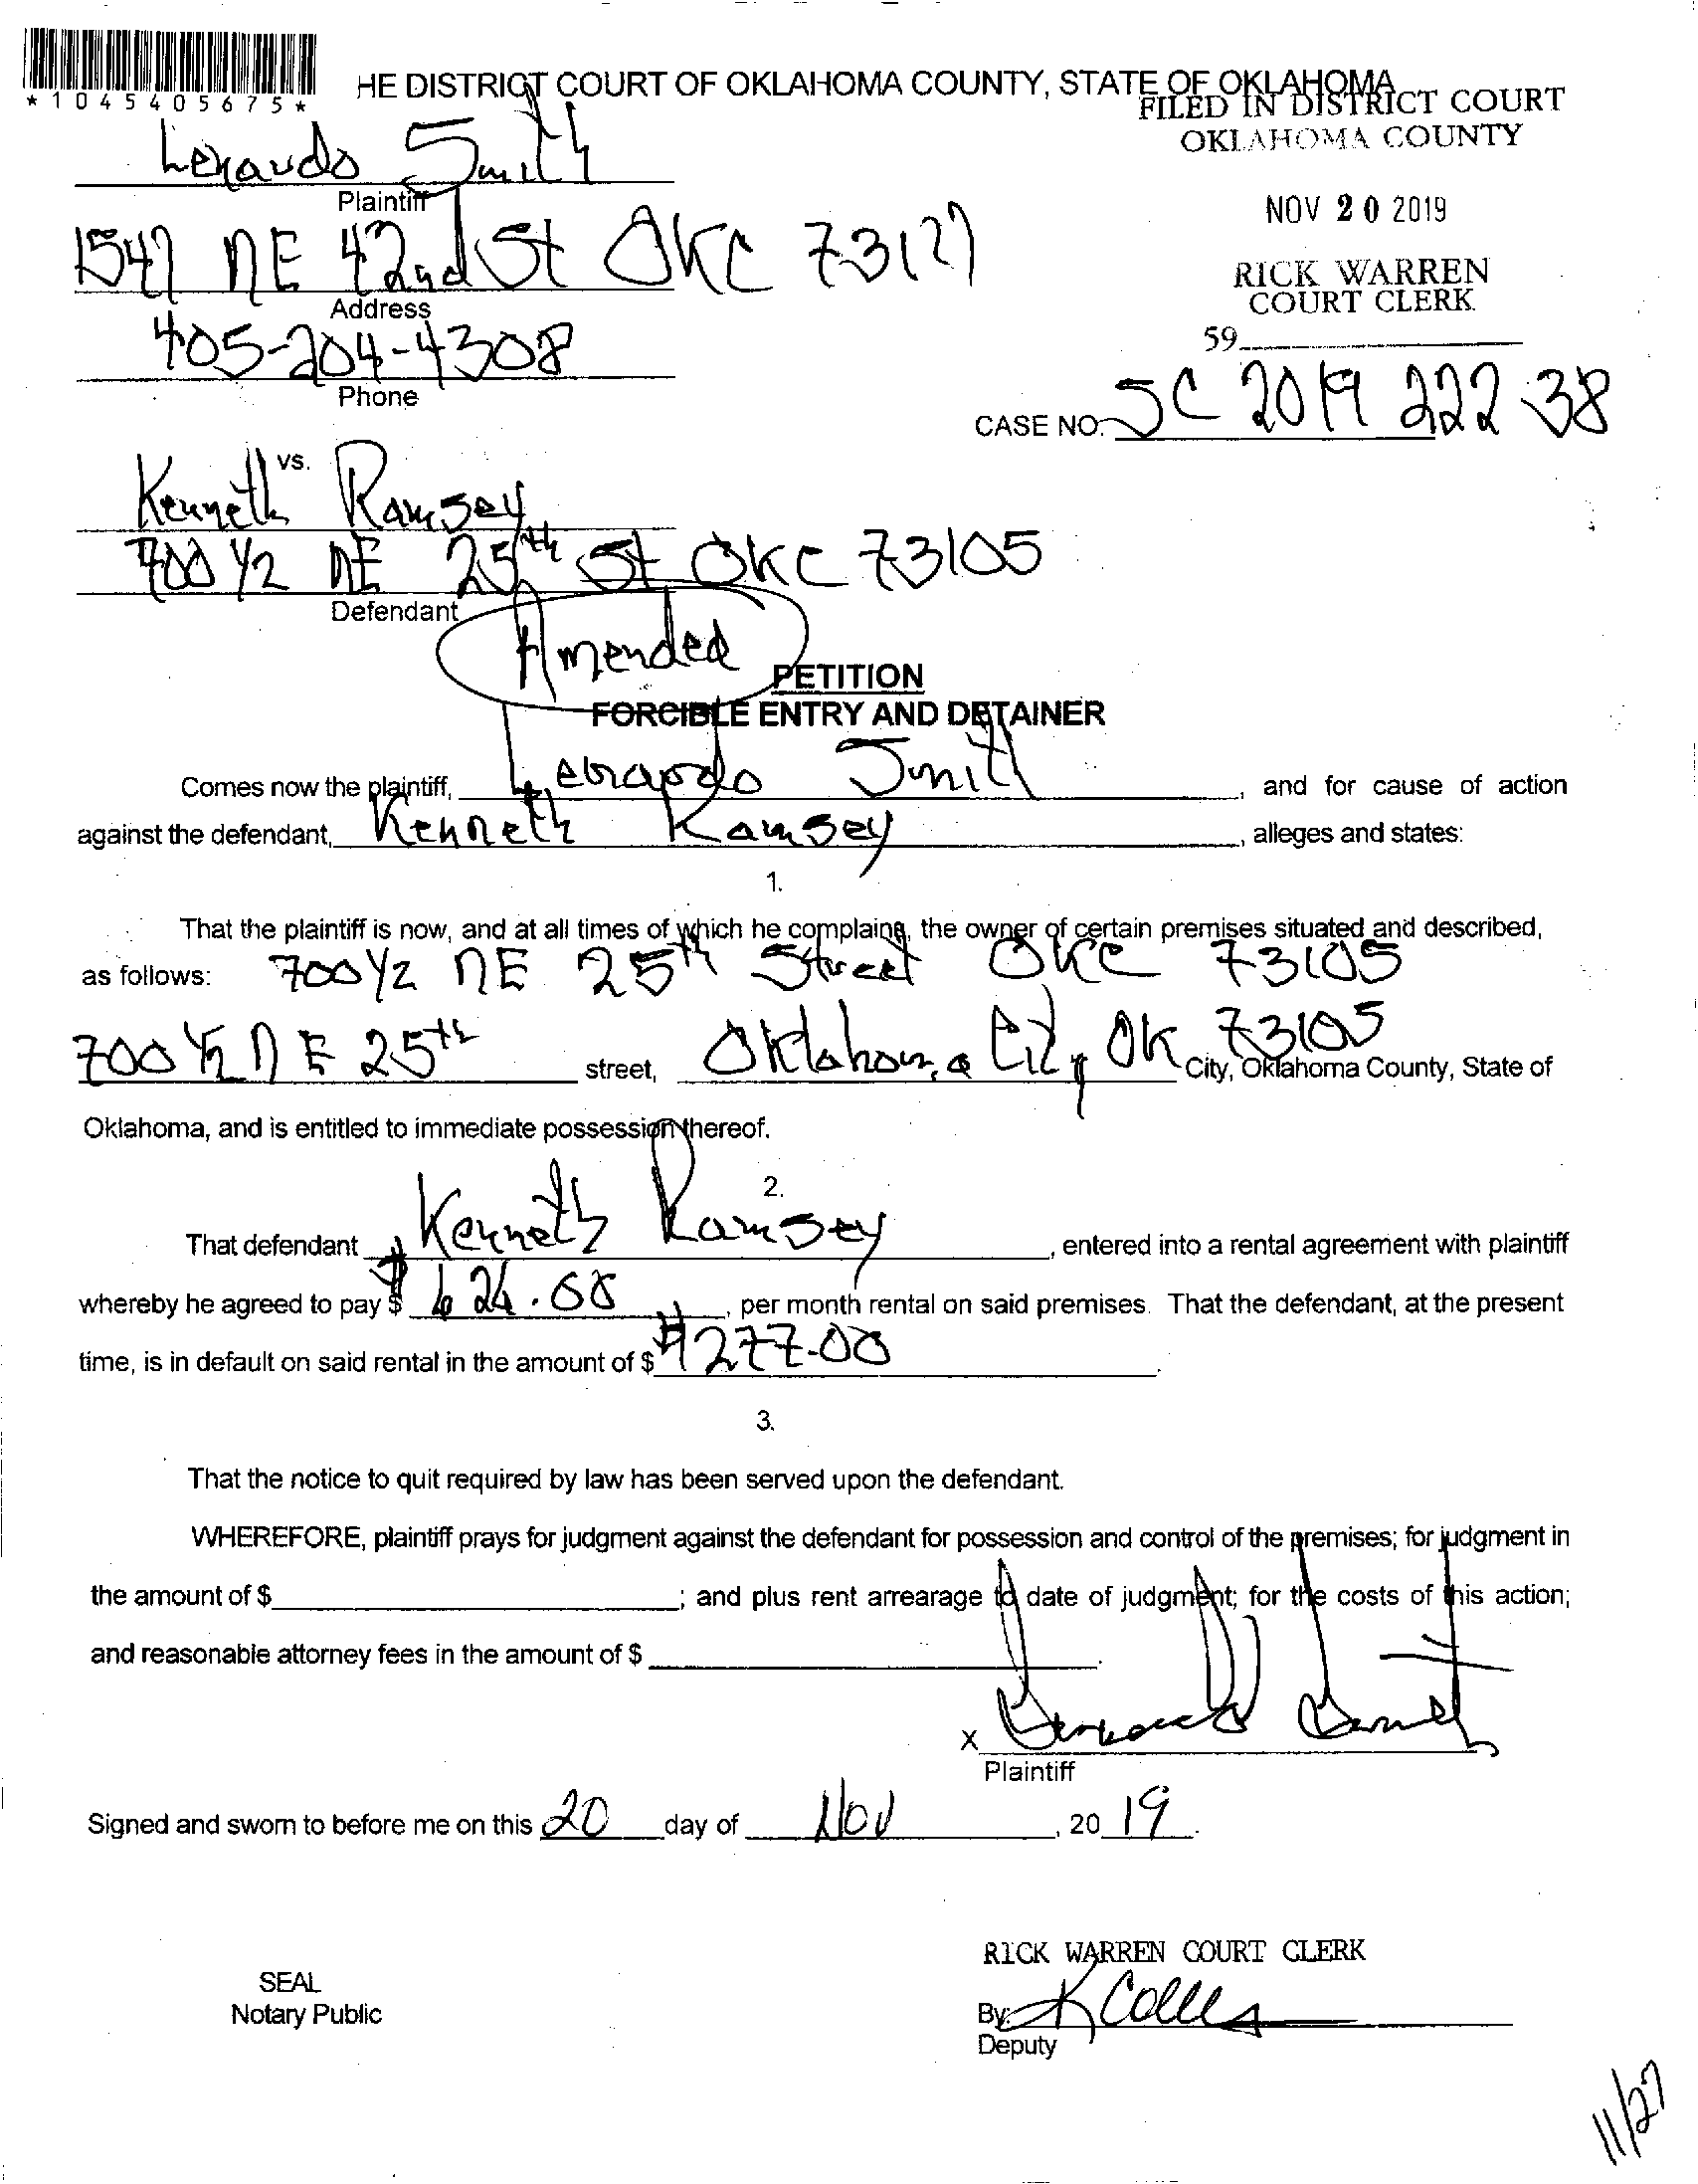 *1045405675*
HE DISTRICT COURT OF OKLAHOMA COUNTY, STATE OF OKLAHOMA
FILED IN DISTRICT COURT
OKLAHOMA COUNTY
Smith
Plaintiff
NOV 20 2019
1547 NE 42nd St OKC 73127
Address
RICK WARREN
COURT CLERK
405-204-4308
Phone
59
CASE NO. SC 2019 222 38
vs.
Kenneth Ramsey
700 1/2 NE 25th St OKC 73105
Defendant
Amended
PETITION
FORCIBLE ENTRY AND DETAINER
Comes now the plaintiff, Smith, and for cause of action
against the defendant, Kenneth Ramsey, alleges and states:
1.
That the plaintiff is now, and at all times of which he complains, the owner of certain premises situated and described,
as follows: 700 1/2 NE 25th Street OKC 73105
700 1/2 NE 25th street, Oklahoma City, OK 73105 City, Oklahoma County, State of
Oklahoma, and is entitled to immediate possession thereof.
2.
That defendant Kenneth Ramsey, entered into a rental agreement with plaintiff
whereby he agreed to pay $ , per month rental on said premises. That the defendant, at the present
time, is in default on said rental in the amount of $ 277.00.
3.
That the notice to quit required by law has been served upon the defendant.
WHEREFORE, plaintiff prays for judgment against the defendant for possession and control of the premises; for judgment in
the amount of $ ; and plus rent arrearage to date of judgment; for the costs of this action;
and reasonable attorney fees in the amount of $ .
X
Plaintiff
Signed and sworn to before me on this 20 day of Nov, 20 19.
RICK WARREN COURT CLERK
SEAL
Notary Public
By:
Deputy
11/27